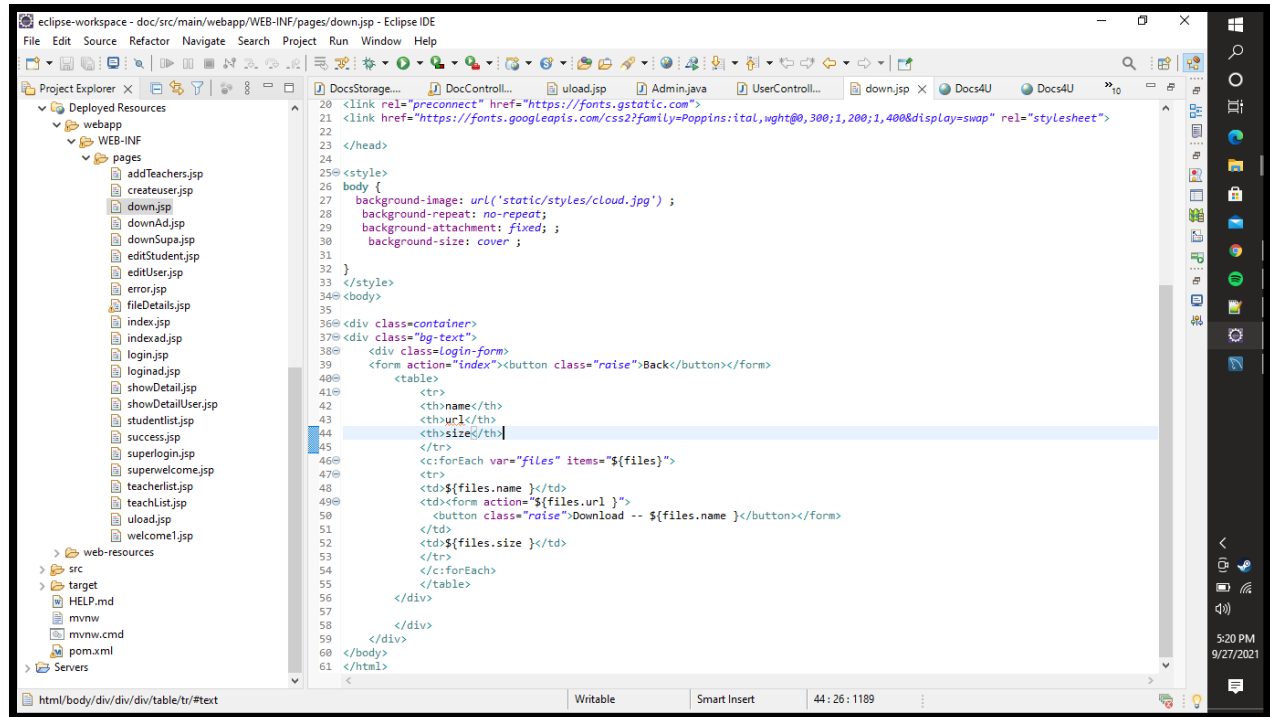 eclipse-workspace - doc/src/main/webapp/WEB-INF/pages/down.jsp - Eclipse IDE
File Edit Source Refactor Navigate Search Project Run Window Help
Project Explorer
DocsStorage....
DocControll...
uload.jsp
Admin.java
UserControll...
down.jsp
Docs4U
Docs4U
»10
Deployed Resources
webapp
WEB-INF
pages
addTeachers.jsp
createuser.jsp
down.jsp
downAd.jsp
downSupa.jsp
editStudent.jsp
editUser.jsp
error.jsp
fileDetails.jsp
index.jsp
indexad.jsp
login.jsp
loginad.jsp
showDetail.jsp
showDetailUser.jsp
studentlist.jsp
success.jsp
superlogin.jsp
superwelcome.jsp
teacherlist.jsp
teachList.jsp
uload.jsp
welcome1.jsp
web-resources
src
target
HELP.md
mvnw
mvnw.cmd
pom.xml
Servers
20 <link rel="preconnect" href="https://fonts.gstatic.com">
21 <link href="https://fonts.googleapis.com/css2?family=Poppins:ital,wght@0,300;1,200;1,400&display=swap" rel="stylesheet">
22
23 </head>
24
25 <style>
26 body {
27 background-image: url('static/styles/cloud.jpg') ;
28 background-repeat: no-repeat;
29 background-attachment: fixed; ;
30 background-size: cover ;
31
32 }
33 </style>
34 <body>
35
36 <div class=container>
37 <div class="bg-text">
38 <div class=login-form>
39 <form action="index"><button class="raise">Back</button></form>
40 <table>
41 <tr>
42 <th>name</th>
43 <th>url</th>
44 <th>size</th>
45 </tr>
46 <c:forEach var="files" items="${files}">
47 <tr>
48 <td>${files.name }</td>
49 <td><form action="${files.url }">
50 <button class="raise">Download -- ${files.name }</button></form>
51 </td>
52 <td>${files.size }</td>
53 </tr>
54 </c:forEach>
55 </table>
56 </div>
57
58 </div>
59 </div>
60 </body>
61 </html>
html/body/div/div/div/table/tr/#text
Writable
Smart Insert
44 : 26 : 1189
5:20 PM
9/27/2021